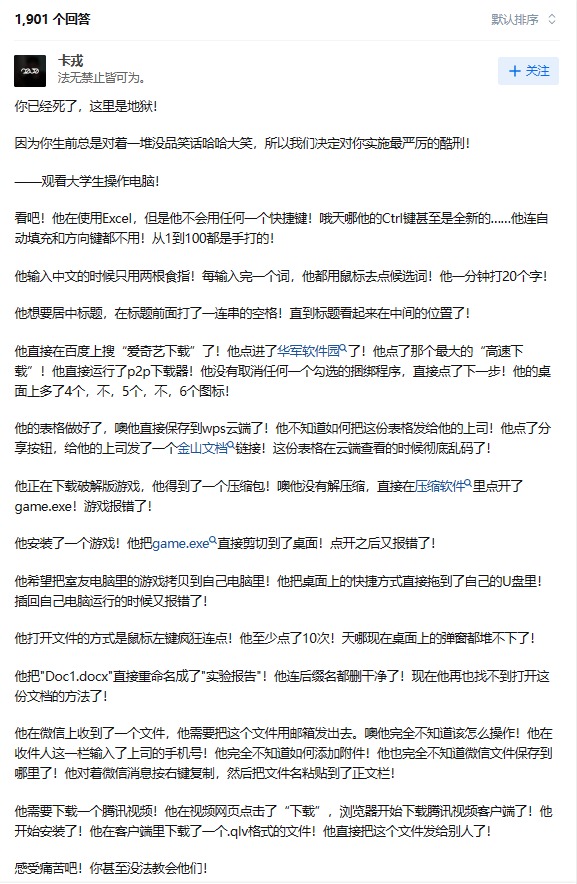 1,901 个回答
默认排序
卡戎
法无禁止皆可为。
+ 关注
你已经死了，这里是地狱！
因为你生前总是对着一堆没品笑话哈哈大笑，所以我们决定对你实施最严厉的酷刑！
——观看大学生操作电脑！
看吧！他在使用Excel，但是他不会用任何一个快捷键！哦天哪他的Ctrl键甚至是全新的……他连自
动填充和方向键都不用！从1到100都是手打的！
他输入中文的时候只用两根食指！每输入完一个词，他都用鼠标去点候选词！他一分钟打20个字！
他想要居中标题，在标题前面打了一连串的空格！直到标题看起来在中间的位置了！
他直接在百度上搜“爱奇艺下载”了！他点进了华军软件园了！他点了那个最大的“高速下
载”！他直接运行了p2p下载器！他没有取消任何一个勾选的捆绑程序，直接点了下一步！他的桌
面上多了4个，不，5个，不，6个图标！
他的表格做好了，噢他直接保存到wps云端了！他不知道如何把这份表格发给他的上司！他点了分
享按钮，给他的上司发了一个金山文档链接！这份表格在云端查看的时候彻底乱码了！
他正在下载破解版游戏，他得到了一个压缩包！噢他没有解压缩，直接在压缩软件里点开了
game.exe！游戏报错了！
他安装了一个游戏！他把game.exe直接剪切到了桌面！点开之后又报错了！
他希望把室友电脑里的游戏拷贝到自己电脑里！他把桌面上的快捷方式直接拖到了自己的U盘里！
插回自己电脑运行的时候又报错了！
他打开文件的方式是鼠标左键疯狂连点！他至少点了10次！天哪现在桌面上的弹窗都堆不下了！
他把"Doc1.docx"直接重命名成了"实验报告"！他连后缀名都删干净了！现在他再也找不到打开这
份文档的方法了！
他在微信上收到了一个文件，他需要把这个文件用邮箱发出去。噢他完全不知道该怎么操作！他在
收件人这一栏输入了上司的手机号！他完全不知道如何添加附件！他也完全不知道微信文件保存到
哪里了！他对着微信消息按右键复制，然后把文件名粘贴到了正文栏！
他需要下载一个腾讯视频！他在视频网页点击了“下载”，浏览器开始下载腾讯视频客户端了！他
开始安装了！他在客户端里下载了一个.qlv格式的文件！他直接把这个文件发给别人了！
感受痛苦吧！你甚至没法教会他们！